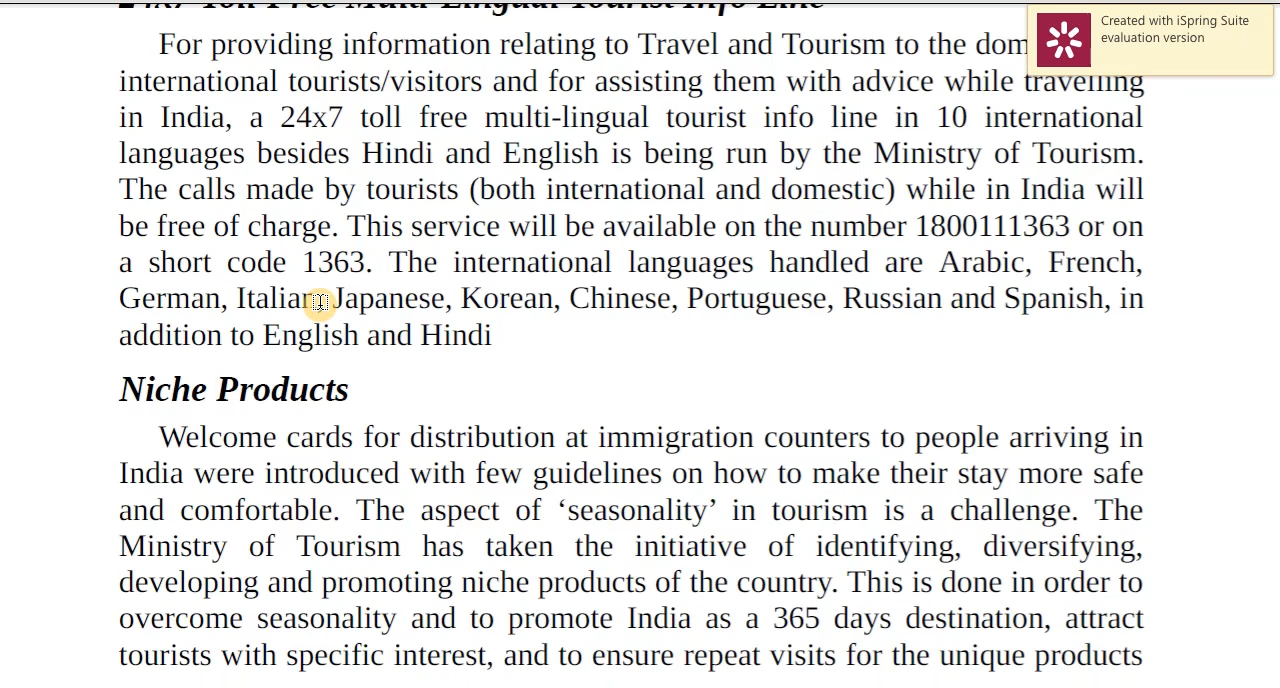 24x7 Toll Free Multi-Lingual Tourist Info Line
For providing information relating to Travel and Tourism to the dom
international tourists/visitors and for assisting them with advice while travelling
in India, a 24x7 toll free multi-lingual tourist info line in 10 international
languages besides Hindi and English is being run by the Ministry of Tourism.
The calls made by tourists (both international and domestic) while in India will
be free of charge. This service will be available on the number 1800111363 or on
a short code 1363. The international languages handled are Arabic, French,
German, Italian, Japanese, Korean, Chinese, Portuguese, Russian and Spanish, in
addition to English and Hindi
Niche Products
Welcome cards for distribution at immigration counters to people arriving in
India were introduced with few guidelines on how to make their stay more safe
and comfortable. The aspect of ‘seasonality’ in tourism is a challenge. The
Ministry of Tourism has taken the initiative of identifying, diversifying,
developing and promoting niche products of the country. This is done in order to
overcome seasonality and to promote India as a 365 days destination, attract
tourists with specific interest, and to ensure repeat visits for the unique products
Created with iSpring Suite
evaluation version